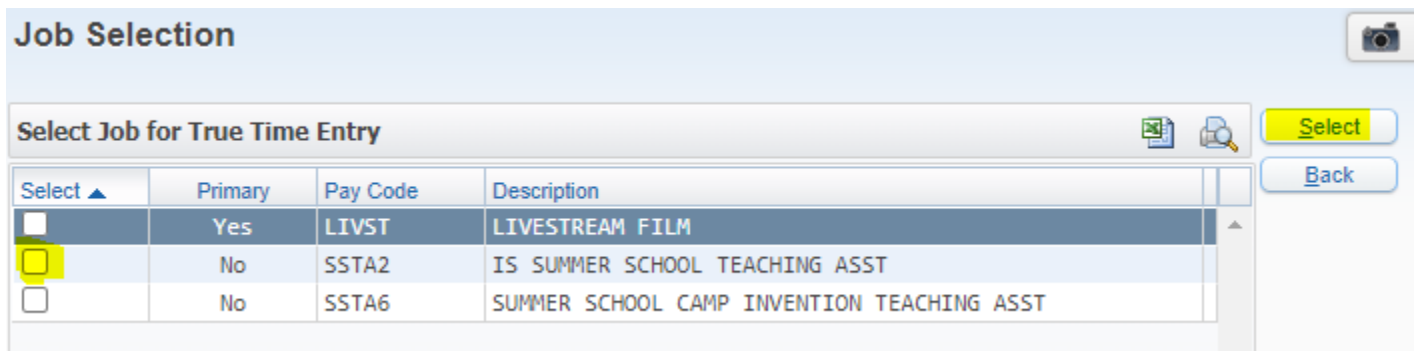 Job Selection
Select Job for True Time Entry
Select
Back
Select Primary Pay Code Description
Yes LIVST LIVESTREAM FILM
No SSTA2 IS SUMMER SCHOOL TEACHING ASST
No SSTA6 SUMMER SCHOOL CAMP INVENTION TEACHING ASST